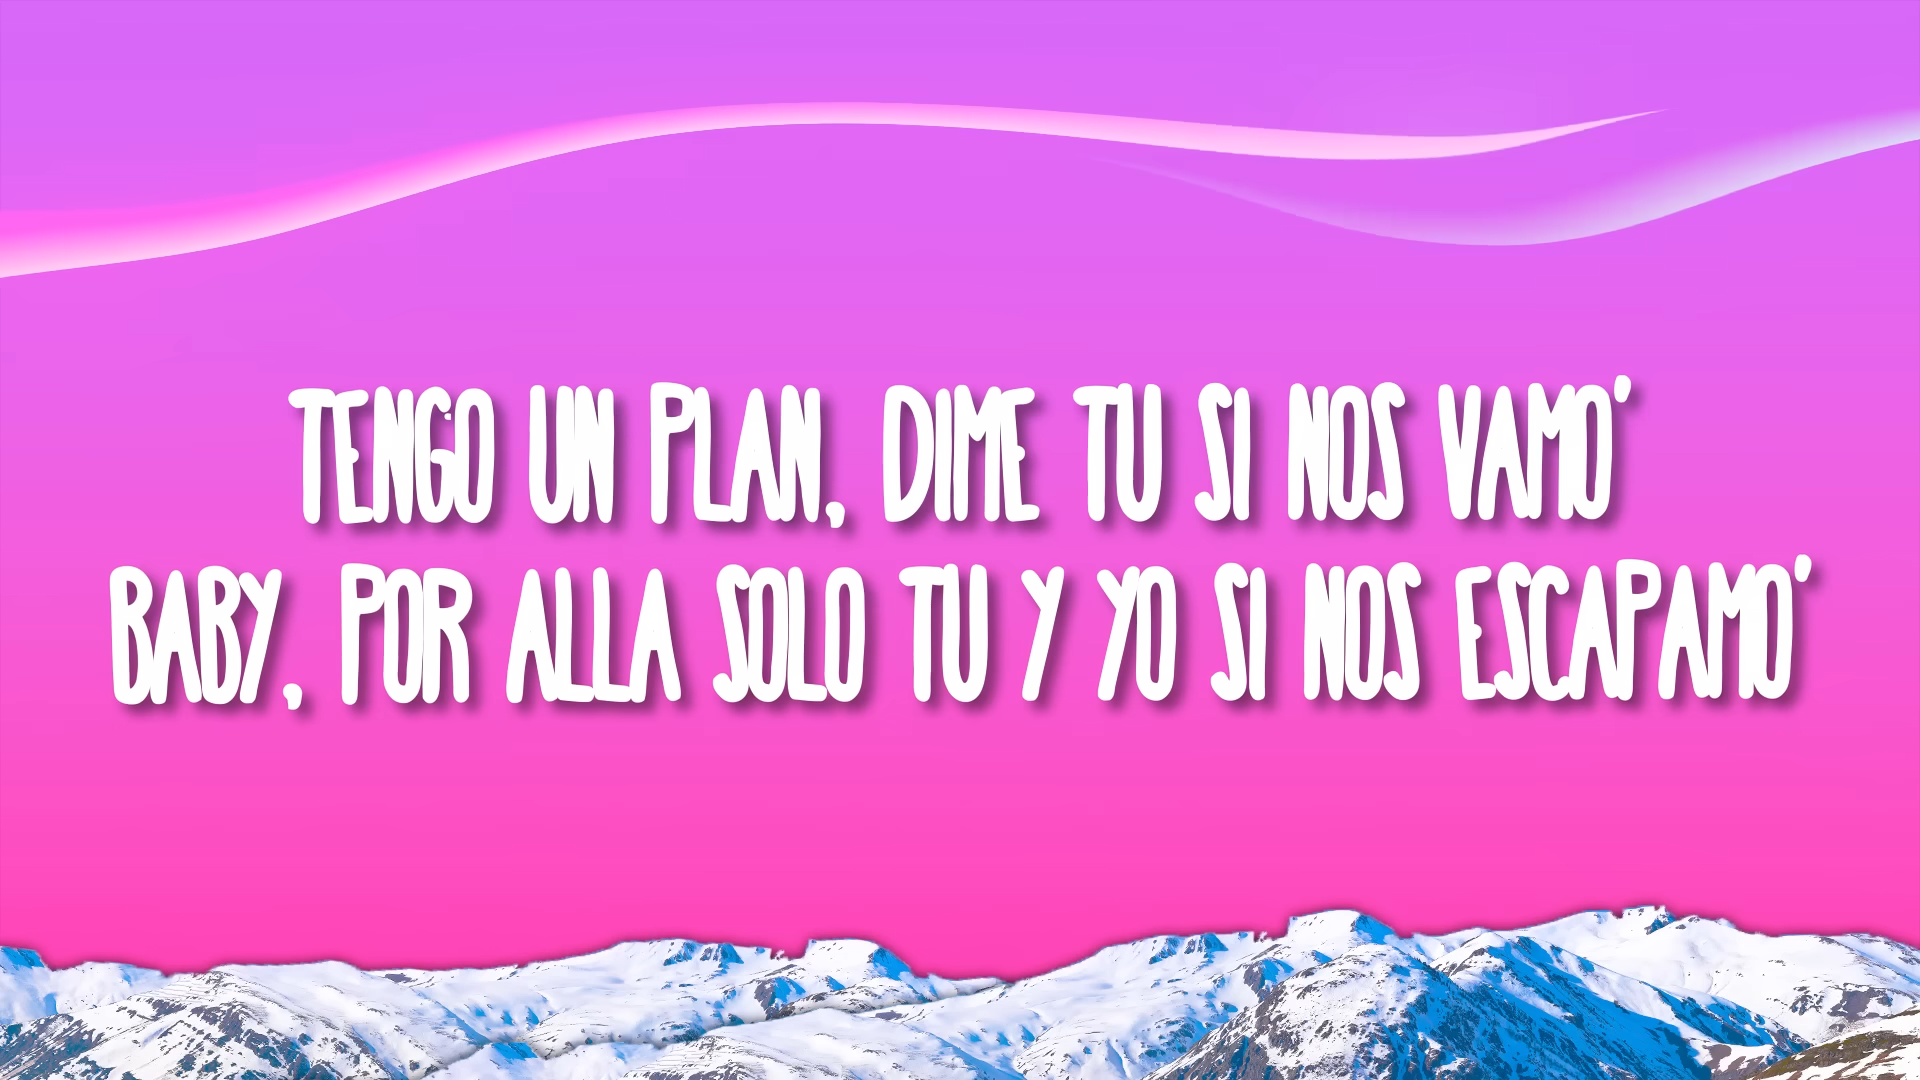 TENGO UN PLAN, DIME TU SI NOS VAMO'
BABY, POR ALLA SOLO TU Y YO SI NOS ESCAPAMO'